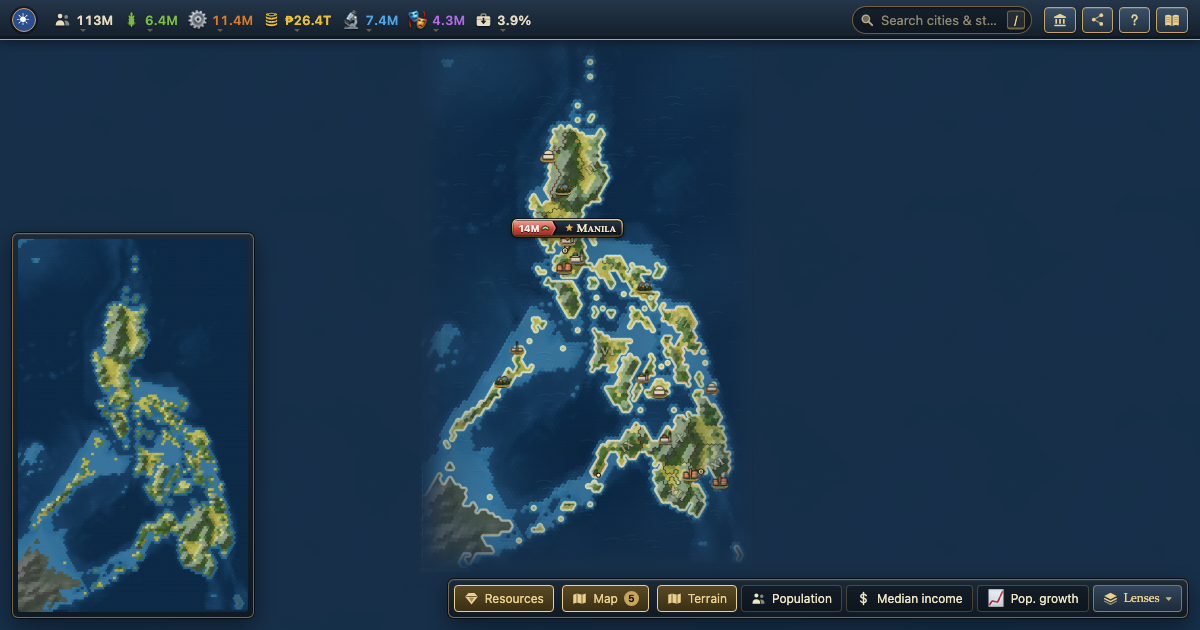 113M 6.4M 11.4M ₱26.4T 7.4M 4.3M 3.9%
Search cities & st... /
?
14M ★ MANILA
Resources Map 5 Terrain Population $ Median income Pop. growth Lenses